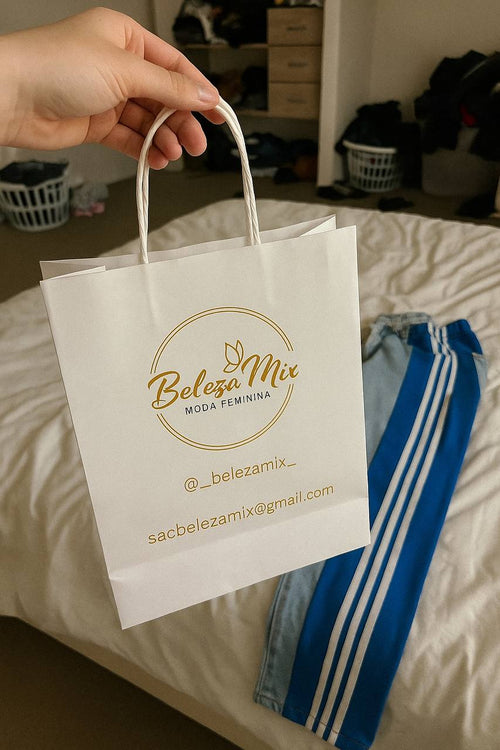 Beleza Mix
MODA FEMININA
@_belezamix_
sacbelezamix@gmail.com